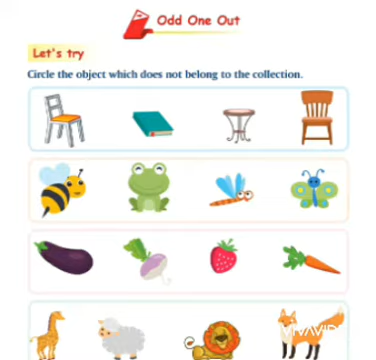 Odd One Out
Let's try
Circle the object which does not belong to the collection.